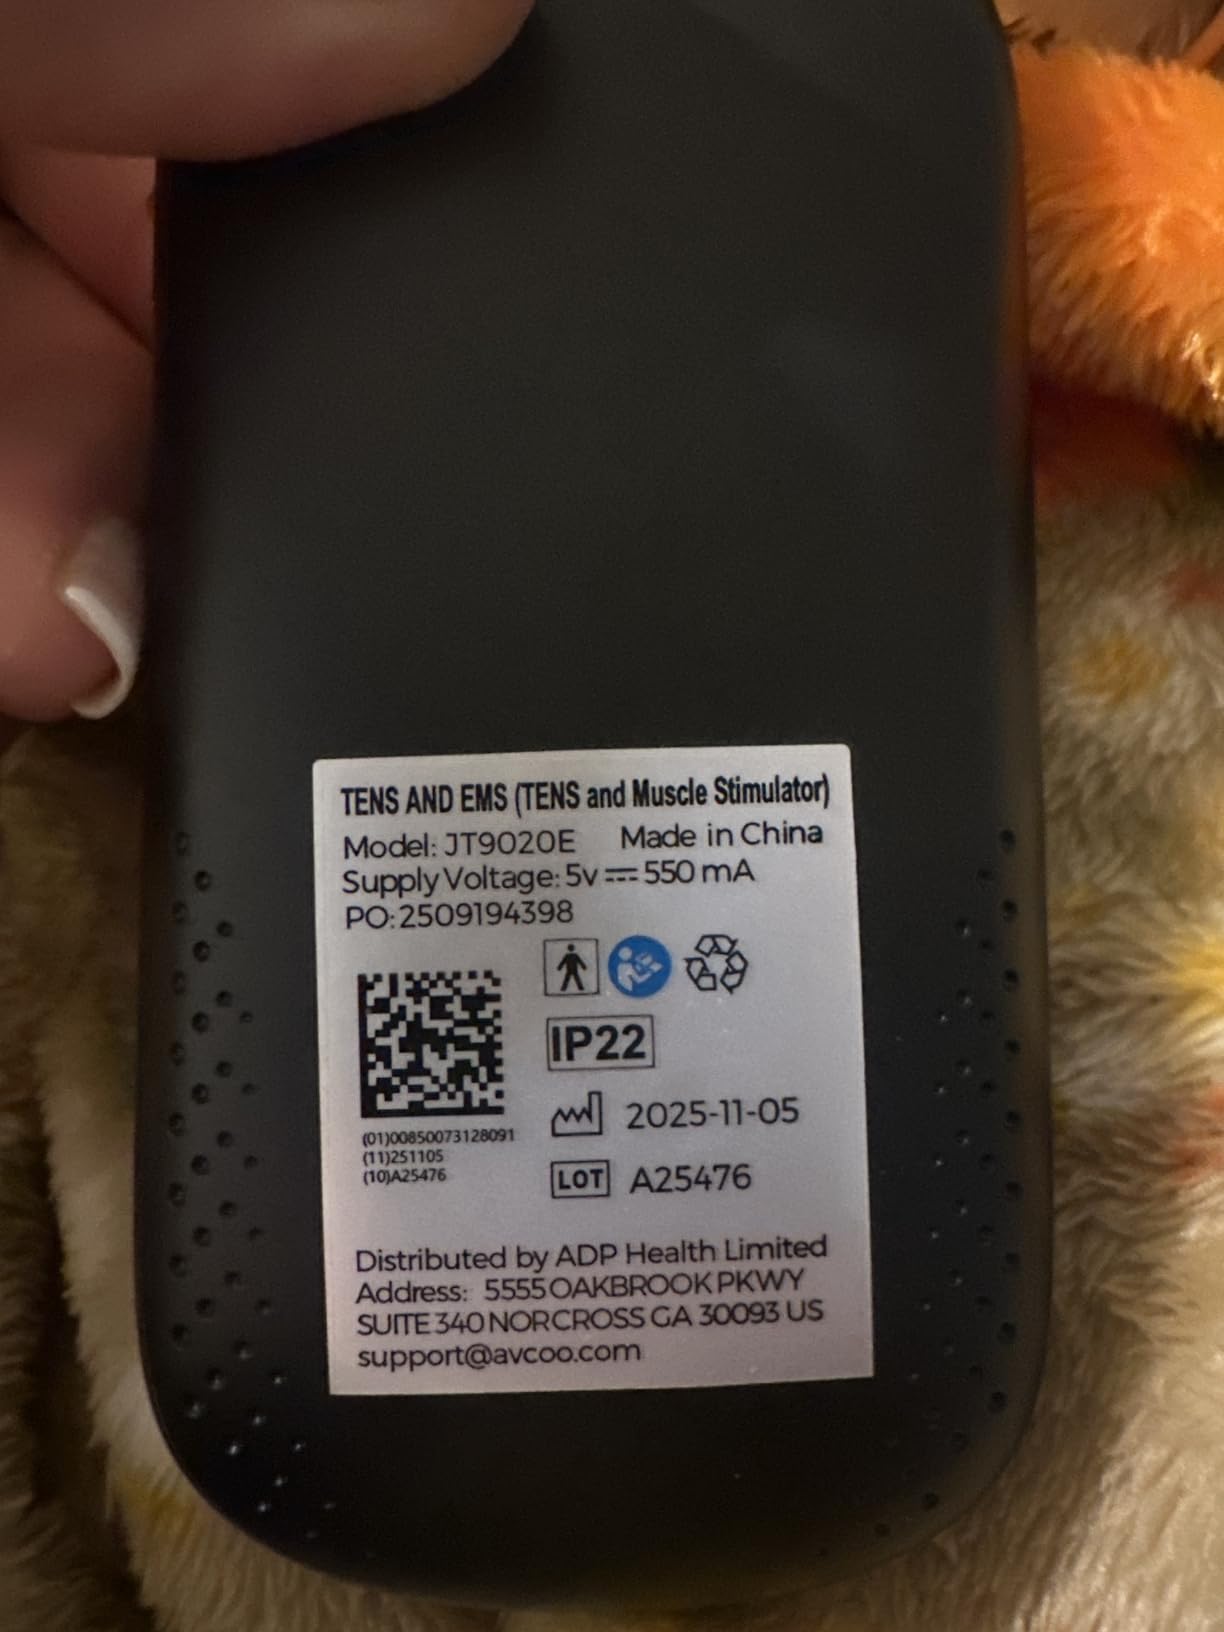 TENS AND EMS (TENS and Muscle Stimulator)
Model: JT9020E Made in China
Supply Voltage: 5v 550 mA
PO: 2509194398
IP22
2025-11-05
(01)00850073128091
(11)251105
(10)A25476
LOT A25476
Distributed by ADP Health Limited
Address: 5555 OAKBROOK PKWY
SUITE 340 NORCROSS GA 30093 US
support@avcoo.com